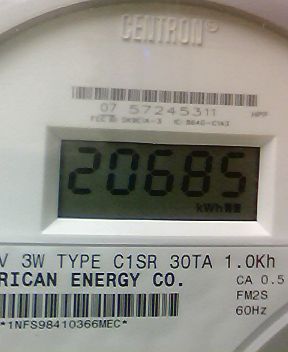 CENTRON®
07 57245311
20685
kWh
V 3W TYPE C1SR 30TA 1.0Kh
RICAN ENERGY CO.
CA 0.5
FM2S
60Hz
*1NFS98410366MEC*